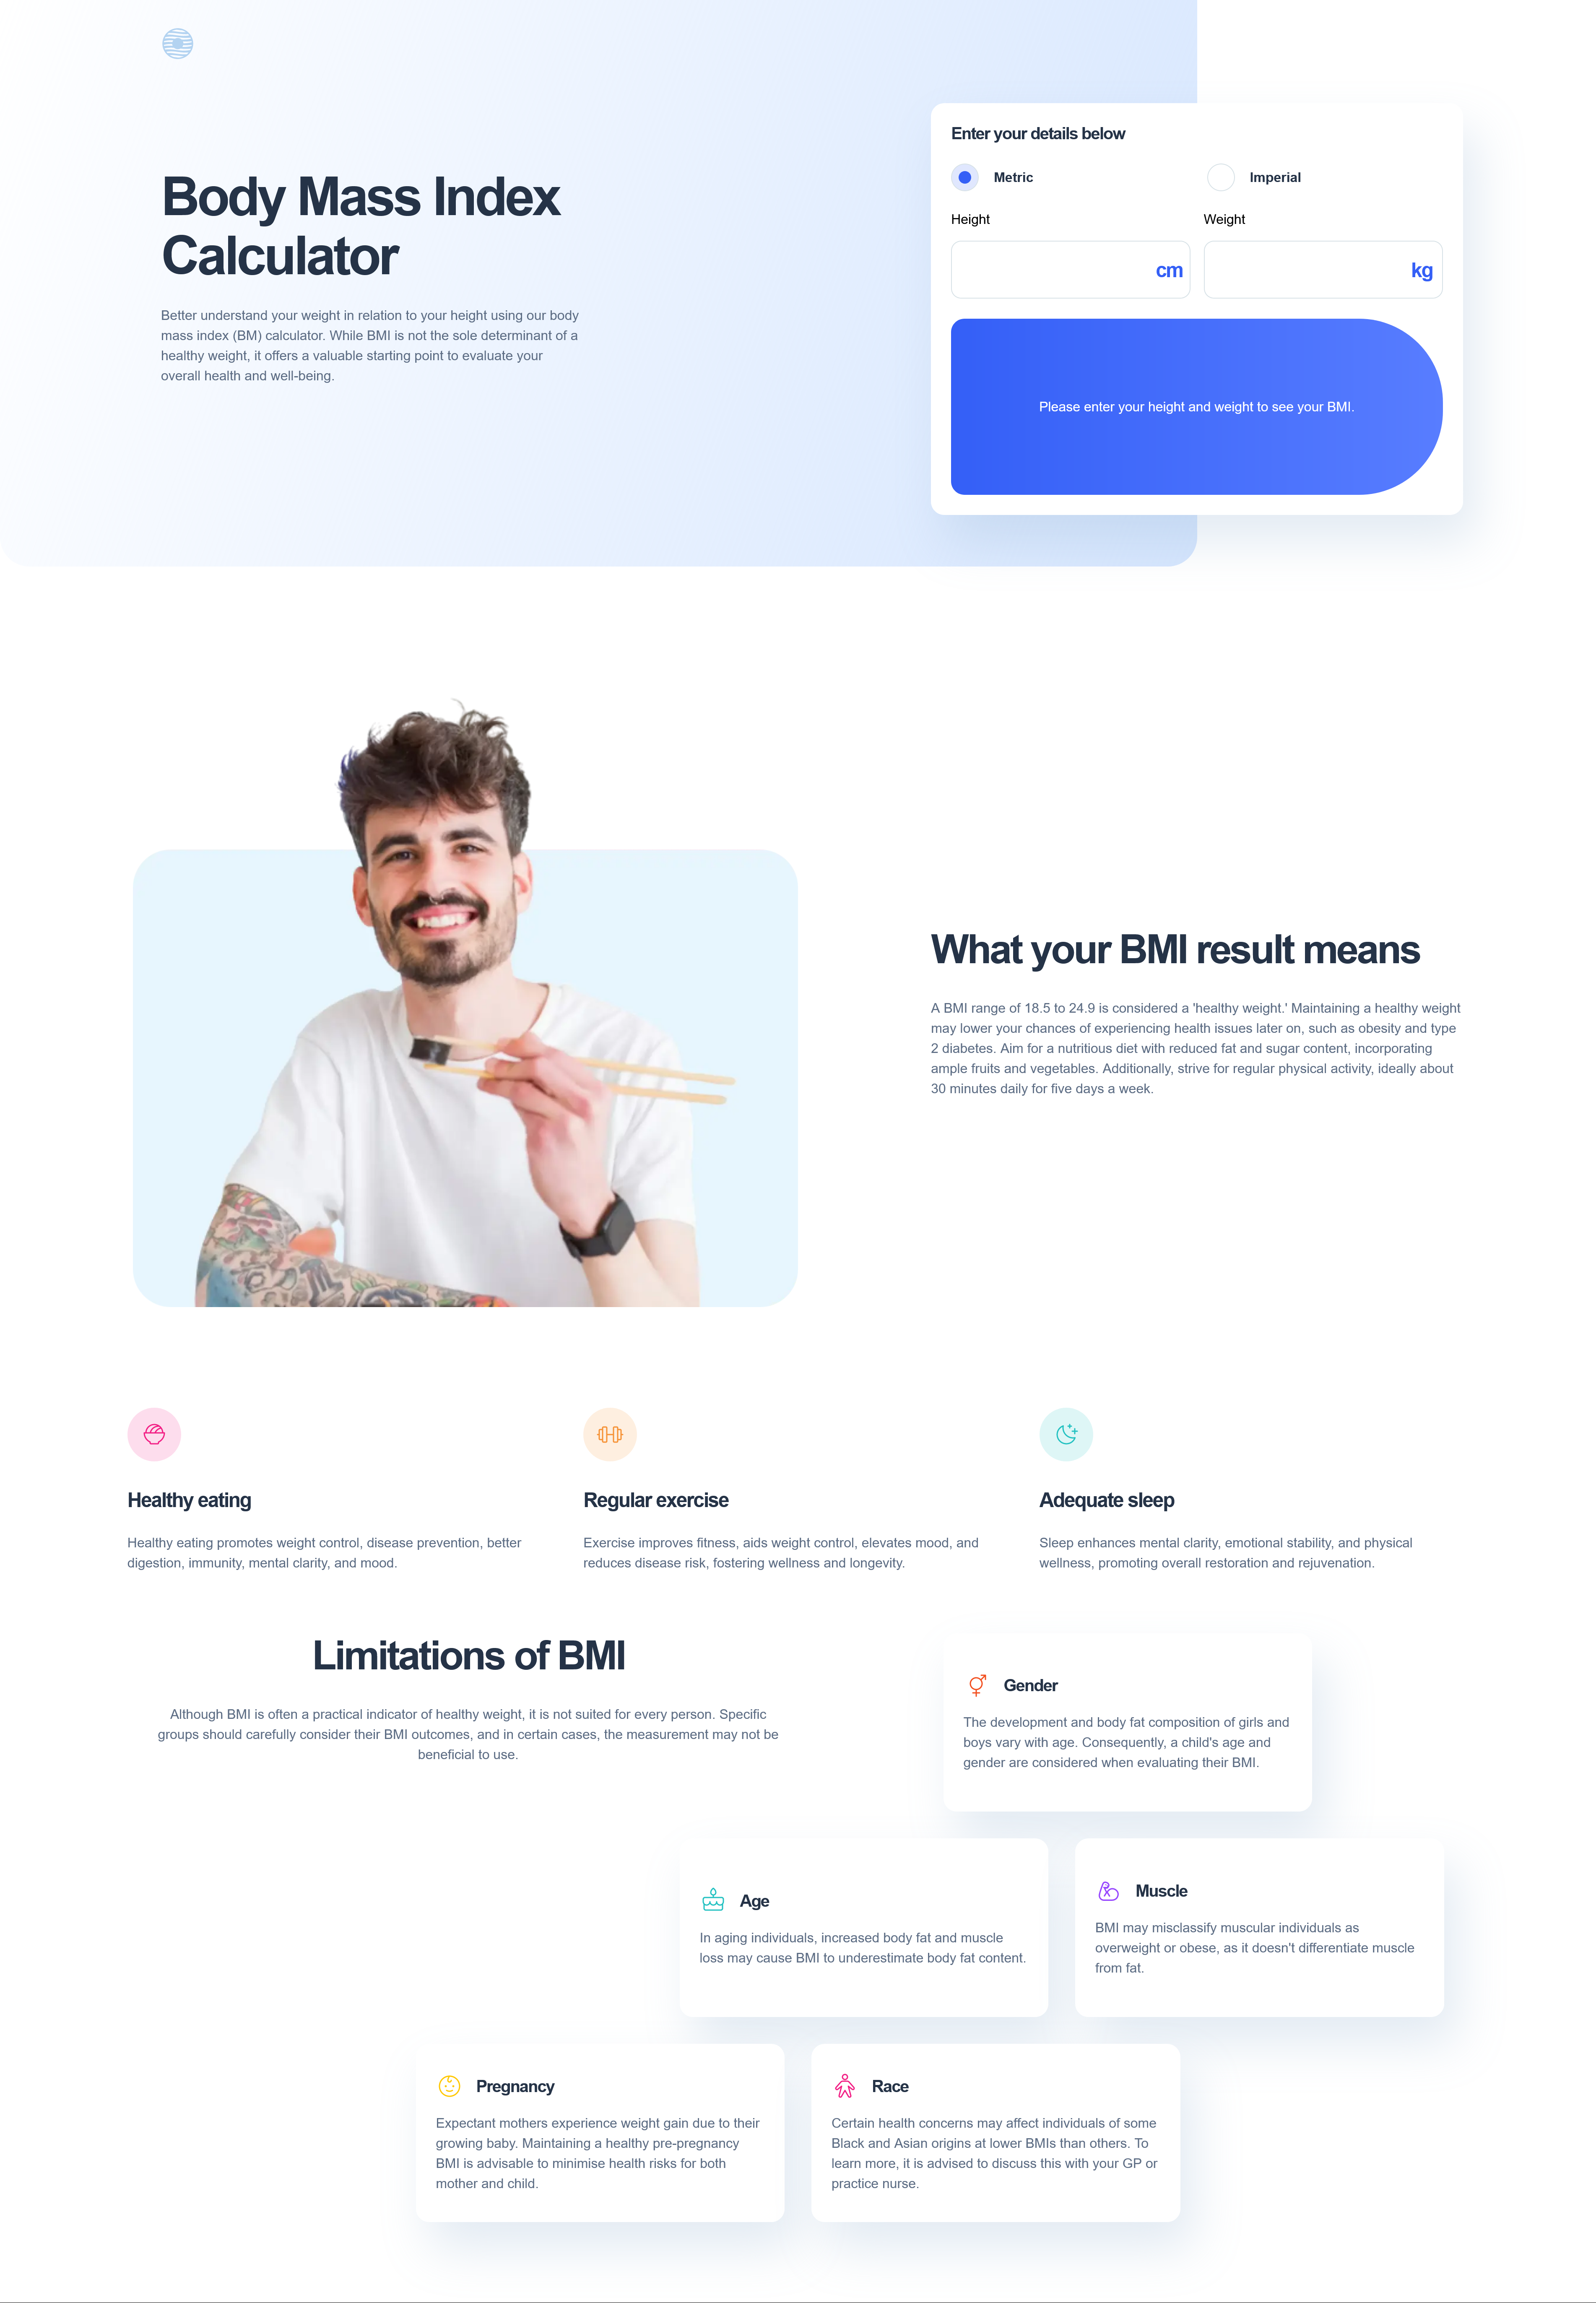 Body Mass Index
Calculator
Better understand your weight in relation to your height using our body
mass index (BM) calculator. While BMI is not the sole determinant of a
healthy weight, it offers a valuable starting point to evaluate your
overall health and well-being.
Enter your details below
Metric
Imperial
Height
Weight
cm
kg
Please enter your height and weight to see your BMI.
What your BMI result means
A BMI range of 18.5 to 24.9 is considered a 'healthy weight.' Maintaining a healthy weight
may lower your chances of experiencing health issues later on, such as obesity and type
2 diabetes. Aim for a nutritious diet with reduced fat and sugar content, incorporating
ample fruits and vegetables. Additionally, strive for regular physical activity, ideally about
30 minutes daily for five days a week.
Healthy eating
Healthy eating promotes weight control, disease prevention, better
digestion, immunity, mental clarity, and mood.
Regular exercise
Exercise improves fitness, aids weight control, elevates mood, and
reduces disease risk, fostering wellness and longevity.
Adequate sleep
Sleep enhances mental clarity, emotional stability, and physical
wellness, promoting overall restoration and rejuvenation.
Limitations of BMI
Although BMI is often a practical indicator of healthy weight, it is not suited for every person. Specific
groups should carefully consider their BMI outcomes, and in certain cases, the measurement may not be
beneficial to use.
Gender
The development and body fat composition of girls and
boys vary with age. Consequently, a child's age and
gender are considered when evaluating their BMI.
Age
In aging individuals, increased body fat and muscle
loss may cause BMI to underestimate body fat content.
Muscle
BMI may misclassify muscular individuals as
overweight or obese, as it doesn't differentiate muscle
from fat.
Pregnancy
Expectant mothers experience weight gain due to their
growing baby. Maintaining a healthy pre-pregnancy
BMI is advisable to minimise health risks for both
mother and child.
Race
Certain health concerns may affect individuals of some
Black and Asian origins at lower BMIs than others. To
learn more, it is advised to discuss this with your GP or
practice nurse.